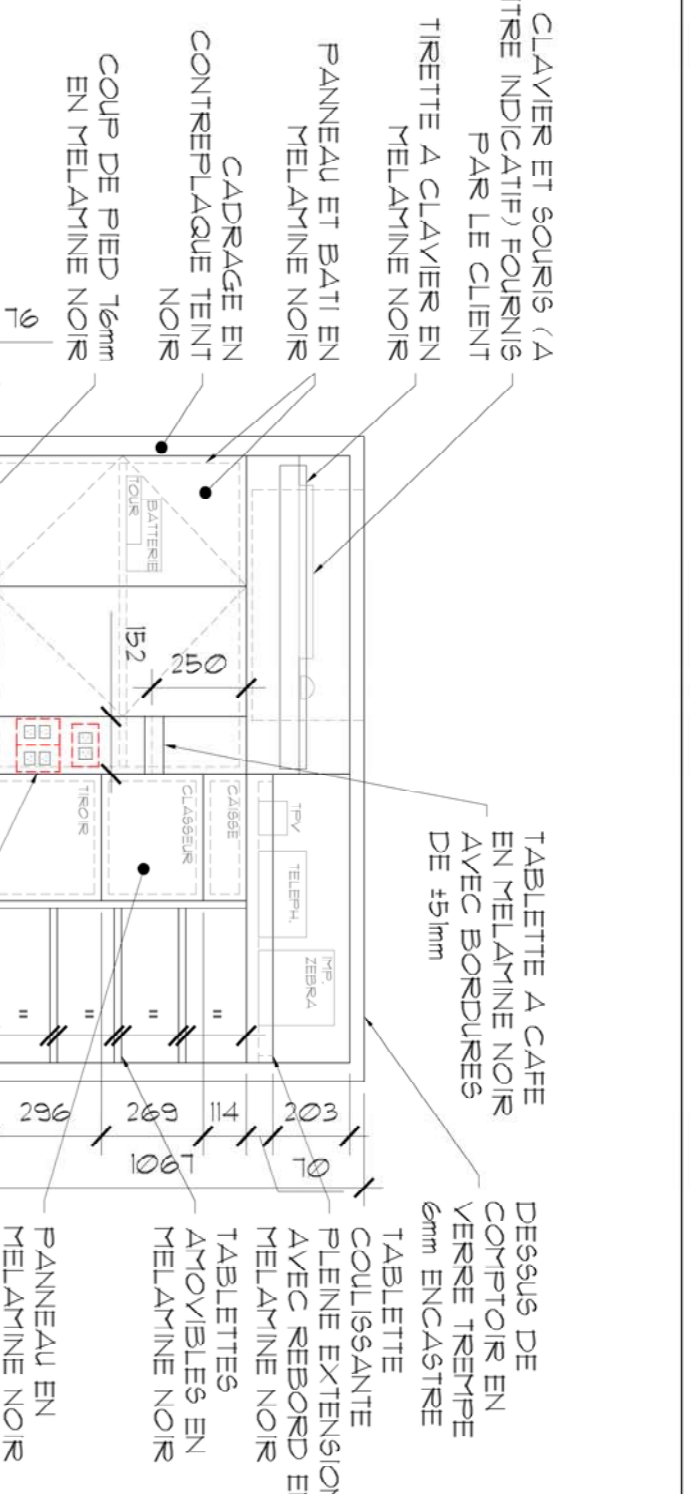 CLAVIER ET SOURIS (A
TRE INDICATIF) FOURNIS
PAR LE CLIENT
TIRETTE A CLAVIER EN
MELAMINE NOIR
PANNEAU ET BATI EN
MELAMINE NOIR
CADRAGE EN
CONTREPLAQUE TEINT
NOIR
COUP DE PIED 76mm
EN MELAMINE NOIR
76
TOUR
BATTERIE
152
250
TIROIR
CLASSEUR
CAISSE
TPV
TELEPH.
IMP.
ZEBRA
=
=
=
=
=
296
269
114
203
1067
70
TABLETTE A CAFE
EN MELAMINE NOIR
AVEC BORDURES
DE ±51mm
DESSUS DE
COMPTOIR EN
VERRE TREMPE
6mm ENCASTRE
TABLETTE
COULISSANTE
PLEINE EXTENSION
AVEC REBORD E
MELAMINE NOIR
TABLETTES
AMOVIBLES EN
MELAMINE NOIR
PANNEAU EN
MELAMINE NOIR